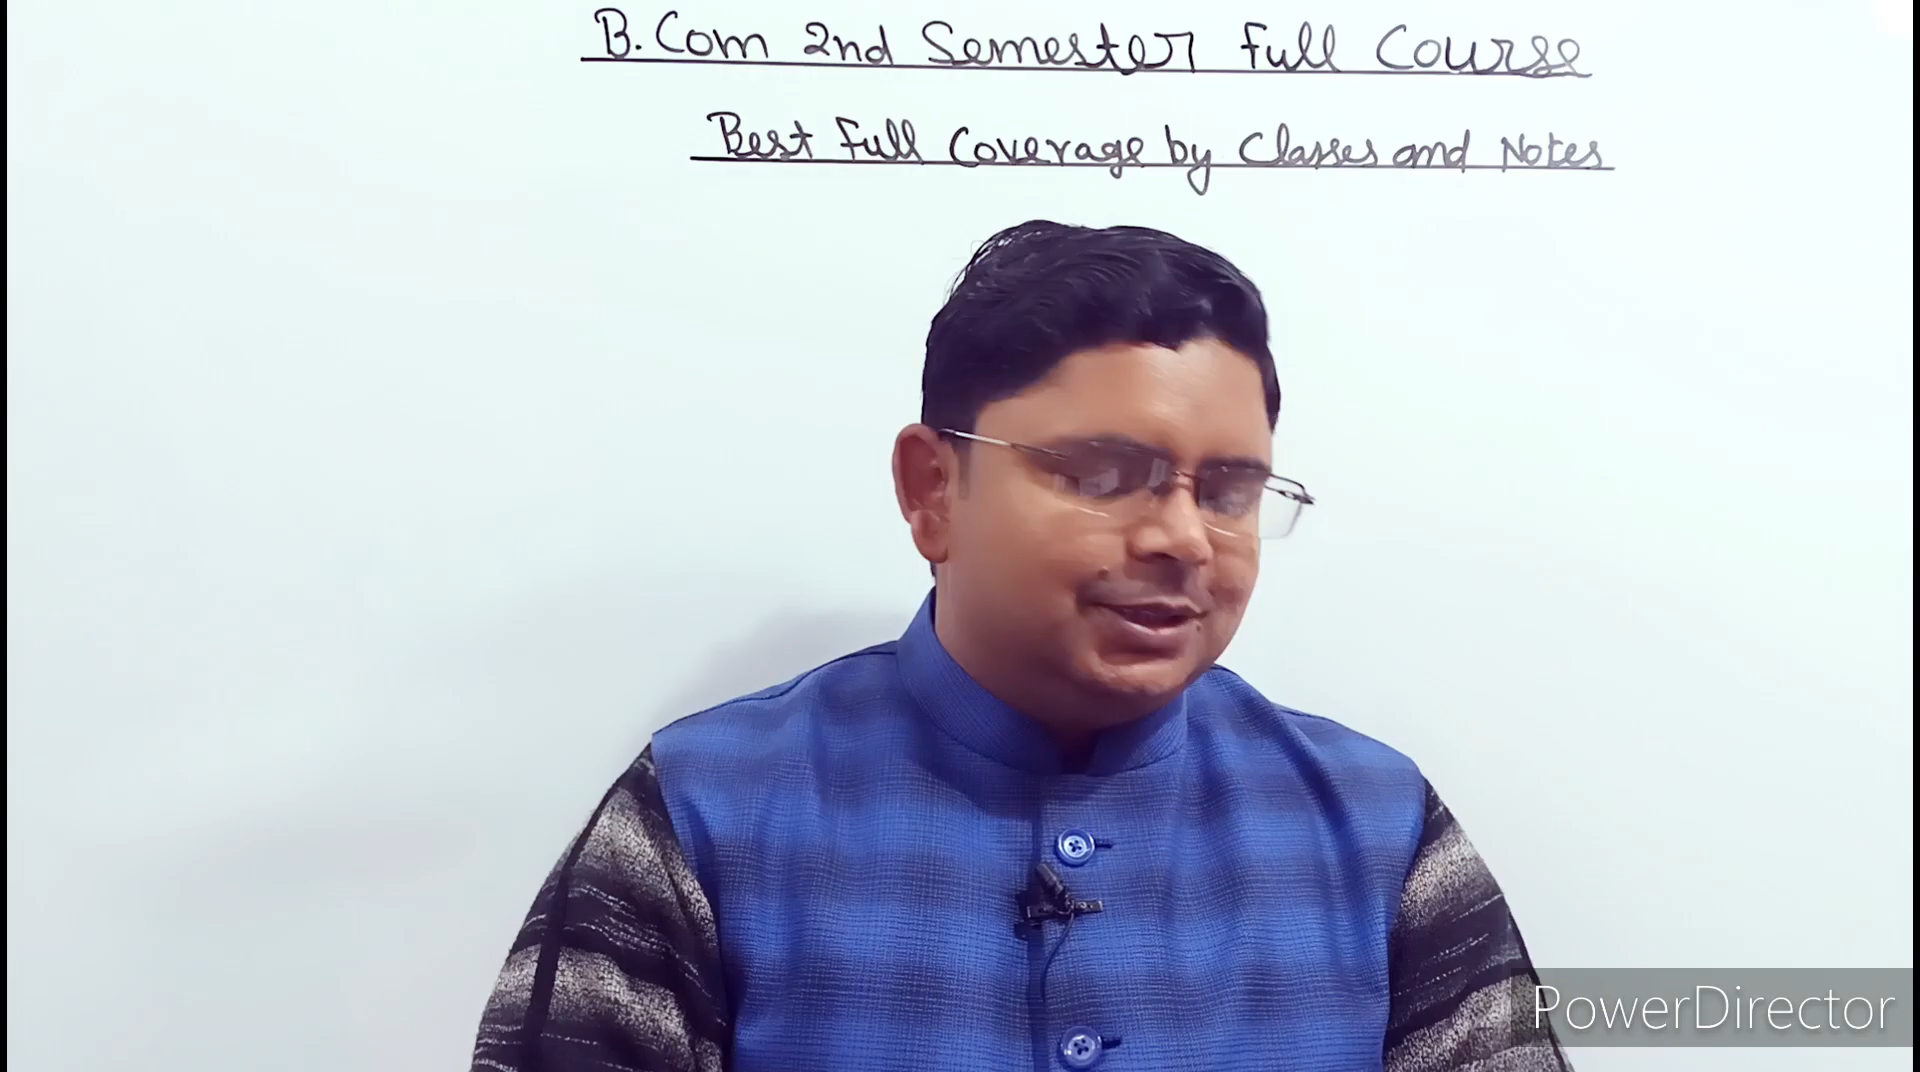 B.Com 2nd Semester Full Course
Best Full Coverage by Classes and Notes
PowerDirector